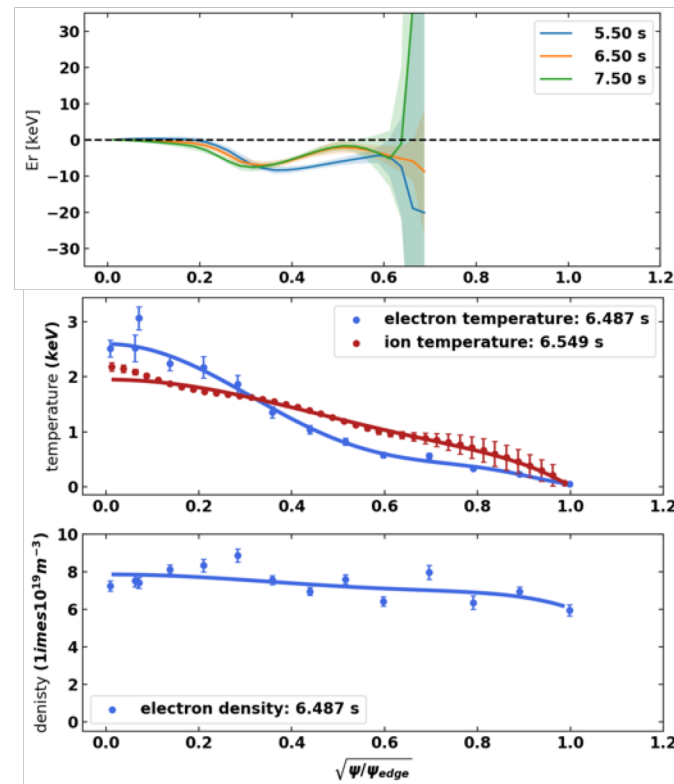 30
20
10
0
−10
−20
−30
Er [keV]
5.50 s
6.50 s
7.50 s
0.0 0.2 0.4 0.6 0.8 1.0 1.2
3
2
1
0
temperature (keV)
electron temperature: 6.487 s
ion temperature: 6.549 s
0.0 0.2 0.4 0.6 0.8 1.0 1.2
10
8
6
4
2
0
denisty (1imes10^{19}m^{-3})
electron density: 6.487 s
0.0 0.2 0.4 0.6 0.8 1.0 1.2
√ψ/ψ_{edge}